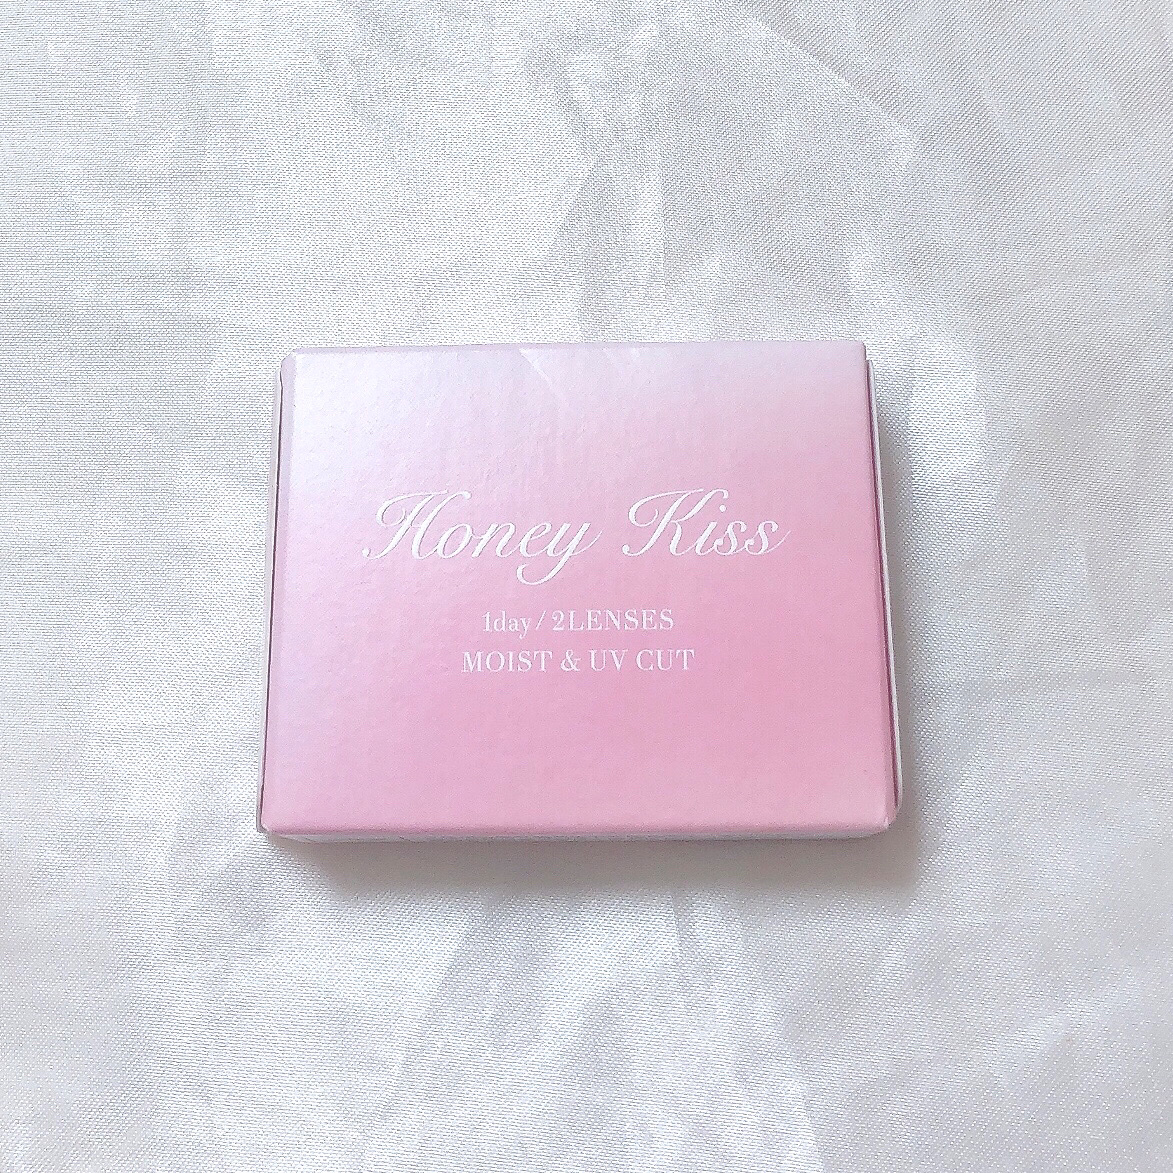 Honey Kiss
1day / 2LENSES
MOIST & UV CUT